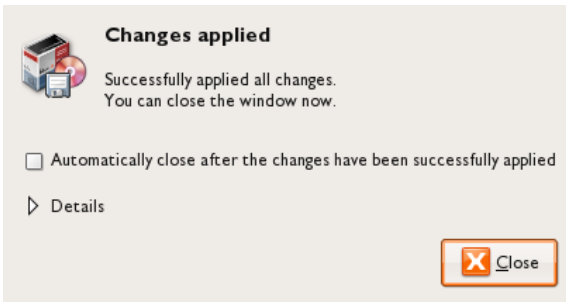 Changes applied
Successfully applied all changes.
You can close the window now.
Automatically close after the changes have been successfully applied
Details
Close